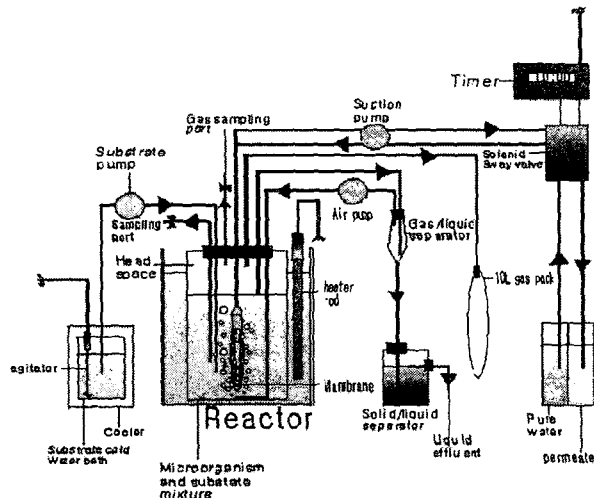 Timer
Suction
pump
Gas sampling
port
Solenid
3way valve
Substrate
pump
Sampling
port
Air pump
Gas/liquid
separator
Head
space
heater
rod
10L gas pack
agitator
Membrane
Reactor
Solid/liquid
separator
Cooler
Substrate cold
Water bath
Liquid
effluent
Pure
water
permeate
Microorganism
and substrate
mixture